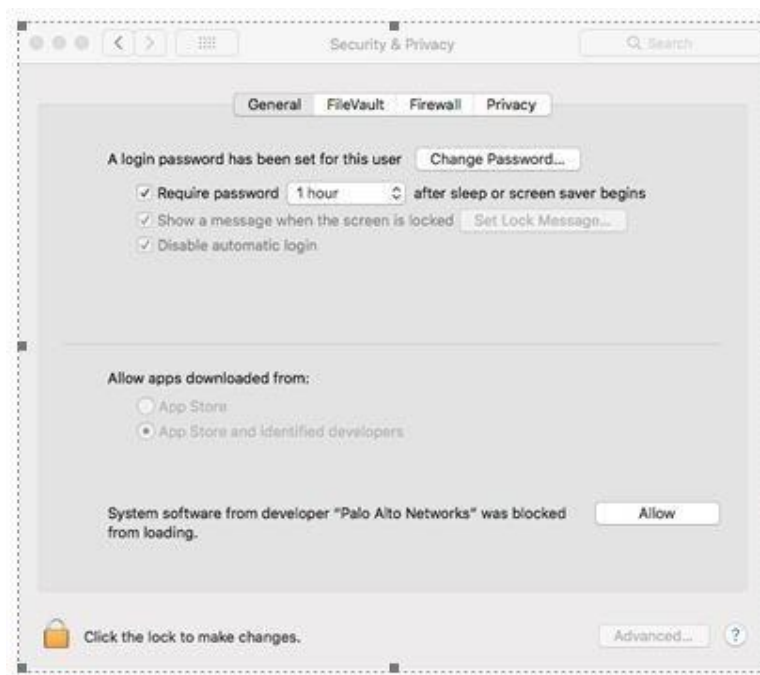 Security & Privacy
Search
General FileVault Firewall Privacy
A login password has been set for this user Change Password...
Require password 1 hour after sleep or screen saver begins
Show a message when the screen is locked Set Lock Message...
Disable automatic login
Allow apps downloaded from:
App Store
App Store and identified developers
System software from developer "Palo Alto Networks" was blocked Allow
from loading.
Click the lock to make changes. Advanced... ?